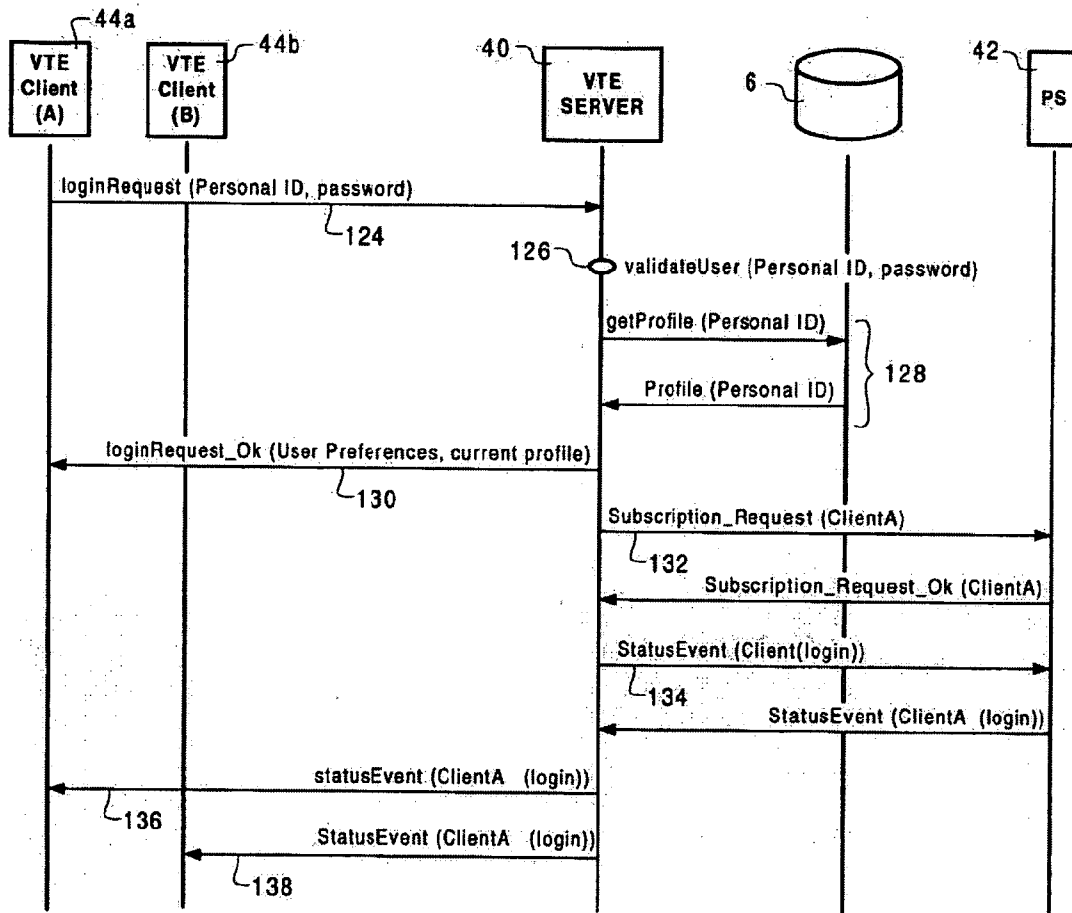 44a
VTE
Client
(A)
44b
VTE
Client
(B)
40
VTE
SERVER
6
42
PS
loginRequest (Personal ID, password)
124
126
validateUser (Personal ID, password)
getProfile (Personal ID)
128
Profile (Personal ID)
loginRequest_Ok (User Preferences, current profile)
130
Subscription_Request (ClientA)
132
Subscription_Request_Ok (ClientA)
StatusEvent (Client(login))
134
StatusEvent (ClientA (login))
statusEvent (ClientA (login))
136
StatusEvent (ClientA (login))
138